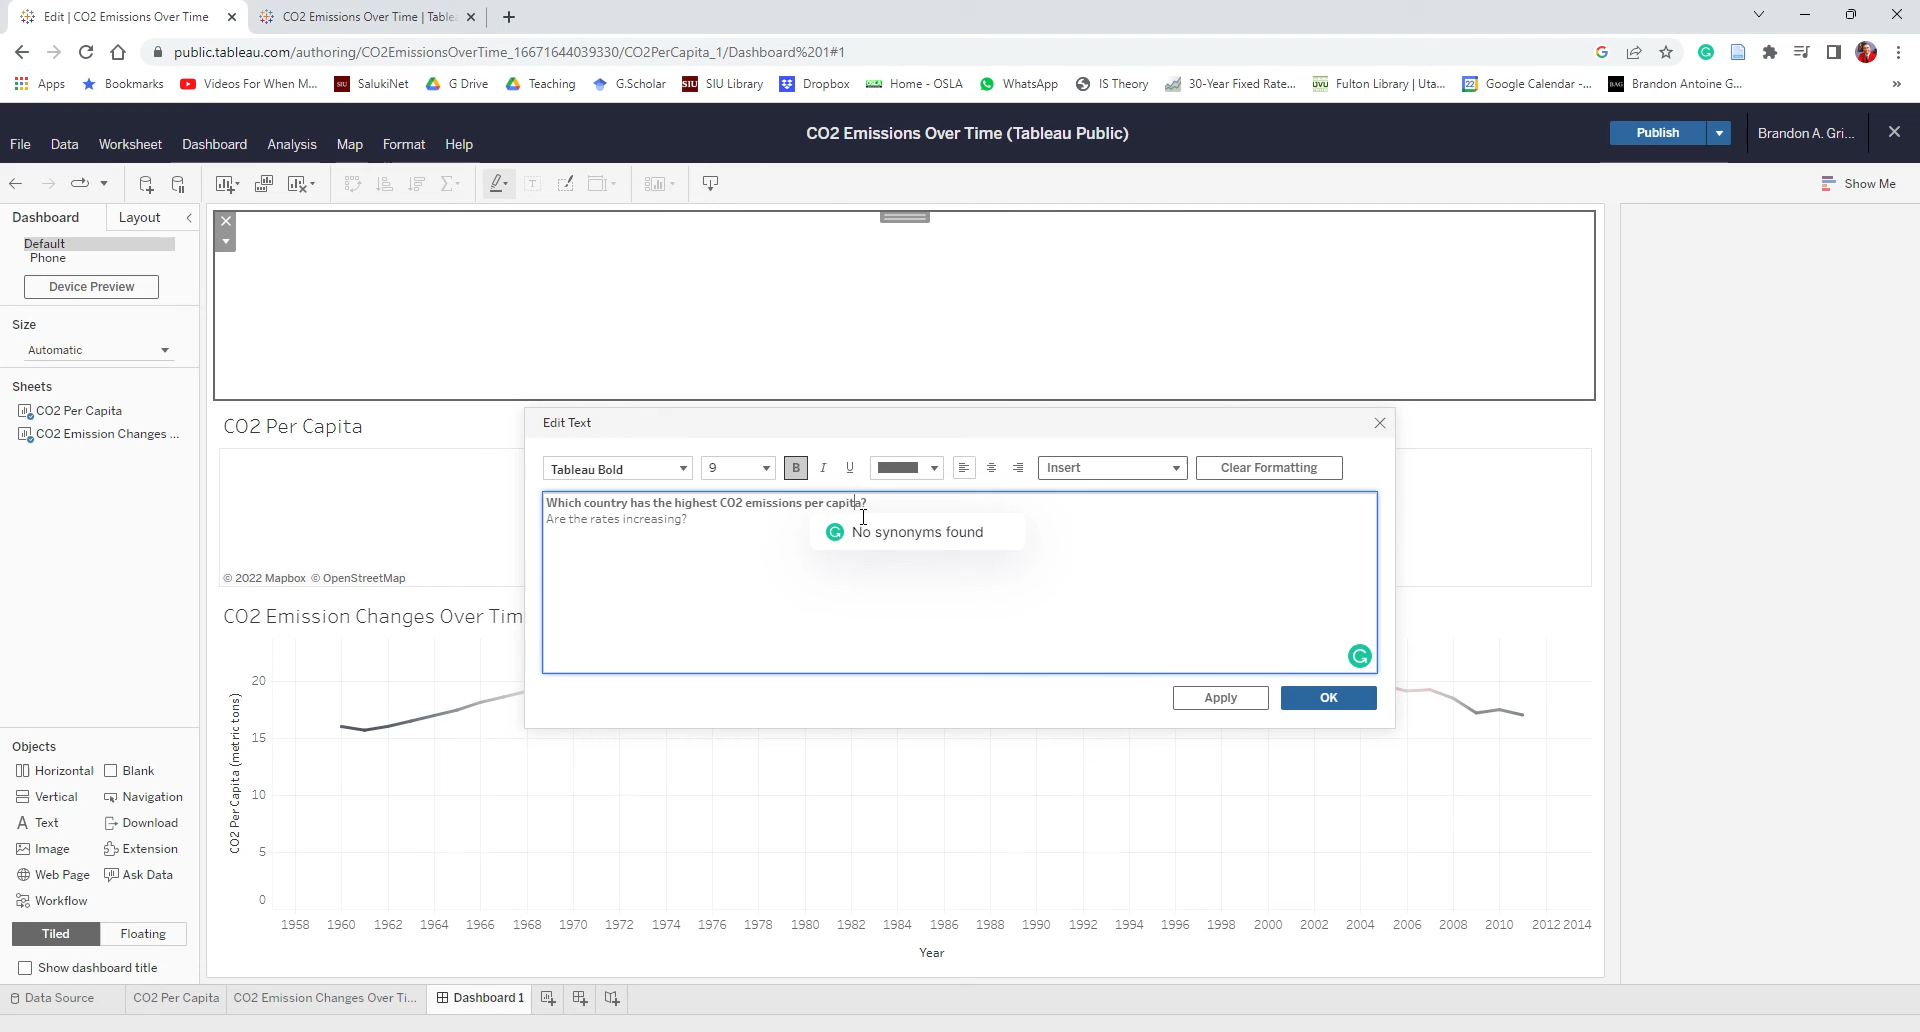 Edit | CO2 Emissions Over Time
CO2 Emissions Over Time | Table
public.tableau.com/authoring/CO2EmissionsOverTime_16671644039330/CO2PerCapita_1/Dashboard%201#1
Apps
Bookmarks
Videos For When M...
SIU SalukiNet
G Drive
Teaching
G.Scholar
SIU SIU Library
Dropbox
Home - OSLA
WhatsApp
IS Theory
30-Year Fixed Rate...
UVU Fulton Library | Uta...
22 Google Calendar -...
BAG Brandon Antoine G...
»
CO2 Emissions Over Time (Tableau Public)
Publish
Brandon A. Gri...
File Data Worksheet Dashboard Analysis Map Format Help
Show Me
Dashboard
Layout
Default
Phone
Device Preview
Size
Automatic
Sheets
CO2 Per Capita
CO2 Emission Changes ...
CO2 Per Capita
© 2022 Mapbox © OpenStreetMap
Edit Text
Tableau Bold
9
B I U
Insert
Clear Formatting
Which country has the highest CO2 emissions per capita?
Are the rates increasing?
No synonyms found
Apply
OK
CO2 Emission Changes Over Tim
CO2 Per Capita (metric tons)
20
15
10
5
0
1958 1960 1962 1964 1966 1968 1970 1972 1974 1976 1978 1980 1982 1984 1986 1988 1990 1992 1994 1996 1998 2000 2002 2004 2006 2008 2010 2012 2014
Year
Objects
Horizontal
Blank
Vertical
Navigation
A Text
Download
Image
Extension
Web Page
Ask Data
Workflow
Tiled
Floating
Show dashboard title
Data Source
CO2 Per Capita
CO2 Emission Changes Over Ti...
Dashboard 1